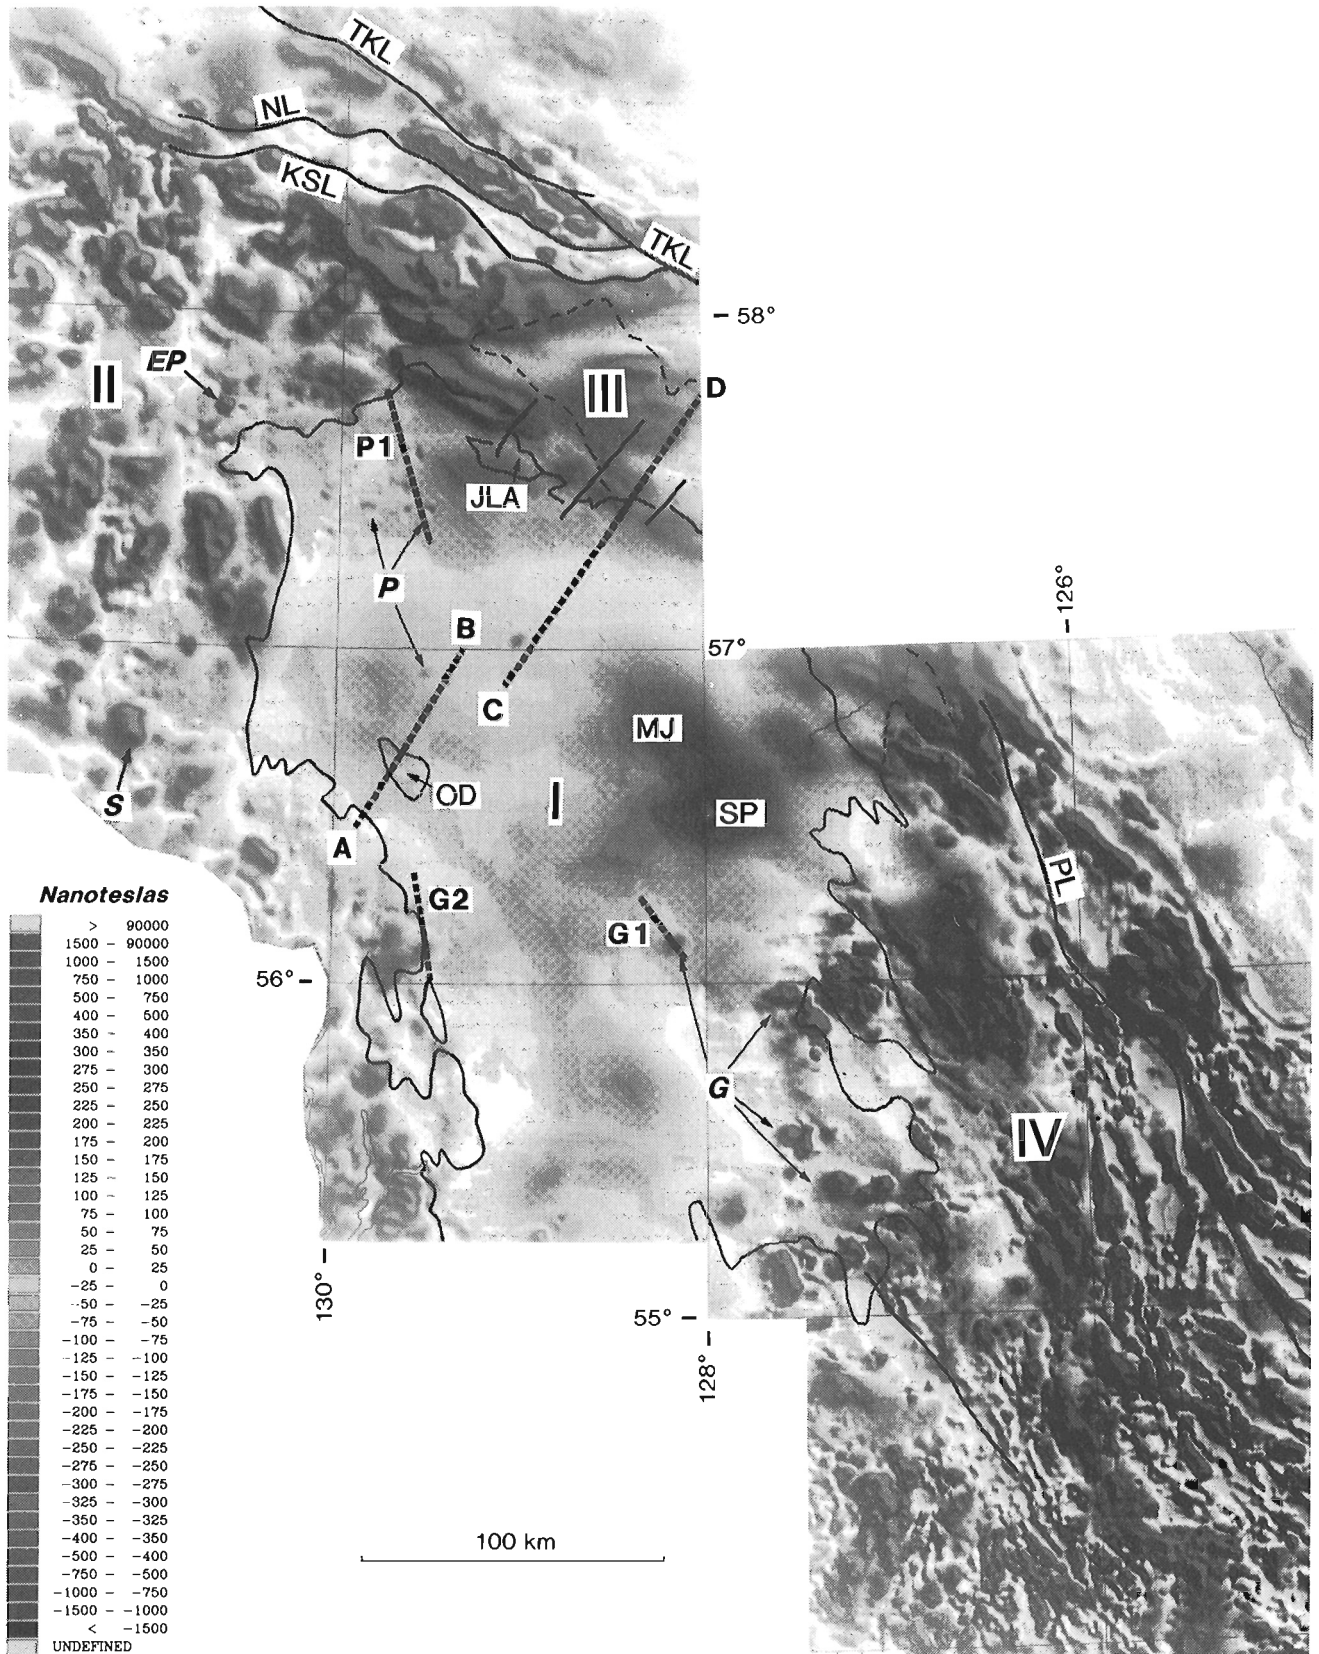 TKL
NL
KSL
TKL
58°
EP
II
III
D
P1
JLA
P
126°
B
57°
C
MJ
OD
I
SP
S
A
PL
Nanoteslas
G2
G1
> 90000
1500 – 90000
1000 – 1500
750 – 1000
500 – 750
400 – 500
350 – 400
300 – 350
275 – 300
250 – 275
225 – 250
200 – 225
175 – 200
150 – 175
125 – 150
100 – 125
75 – 100
50 – 75
25 – 50
0 – 25
-25 – 0
-50 – -25
-75 – -50
-100 – -75
-125 – -100
-150 – -125
-175 – -150
-200 – -175
-225 – -200
-250 – -225
-275 – -250
-300 – -275
-325 – -300
-350 – -325
-400 – -350
-500 – -400
-750 – -500
-1000 – -750
-1500 – -1000
< -1500
UNDEFINED
56°
G
IV
130°
55°
128°
100 km